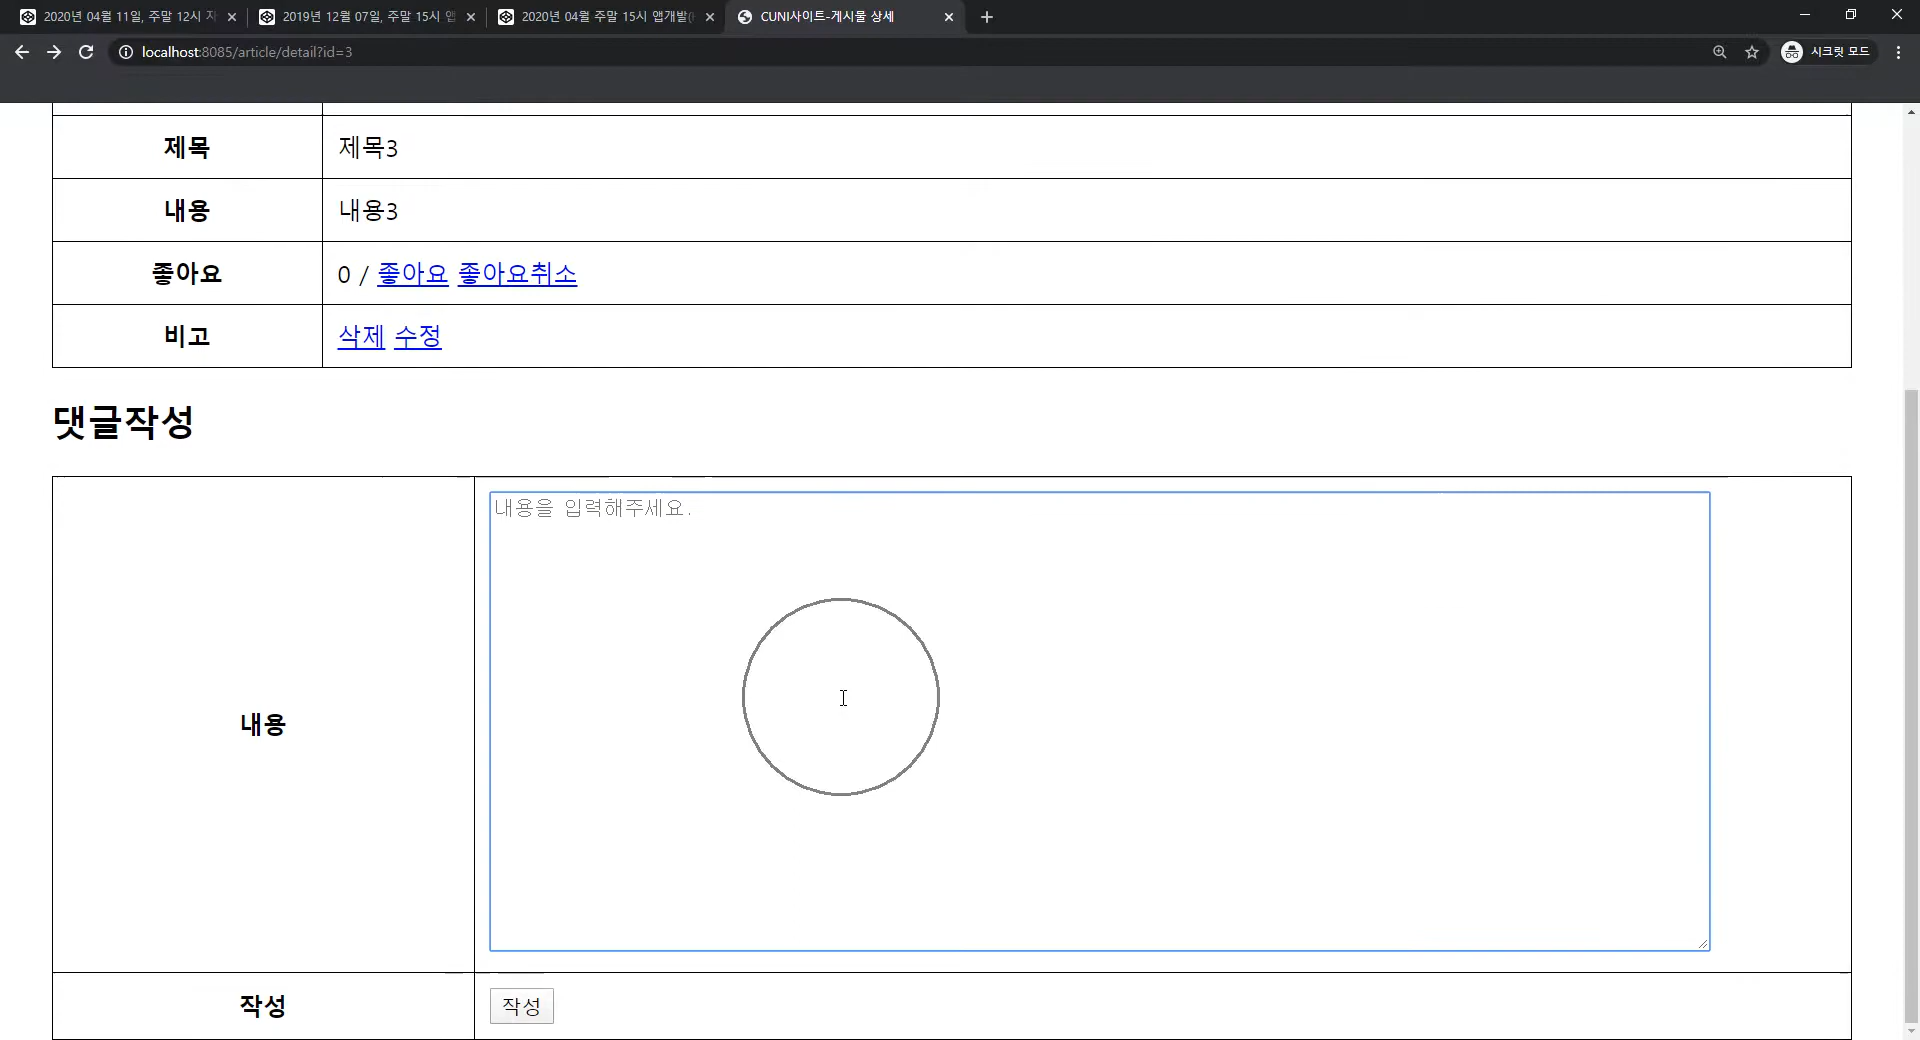 2020년 04월 11일, 주말 12시 자
2019년 12월 07일, 주말 15시 앱
2020년 04월 주말 15시 앱개발(
CUNI사이트-게시물 상세
localhost:8085/article/detail?id=3
시크릿 모드
제목 제목3
내용 내용3
좋아요 0 / 좋아요 좋아요취소
비고 삭제 수정
댓글작성
내용을 입력해주세요.
내용
작성 작성